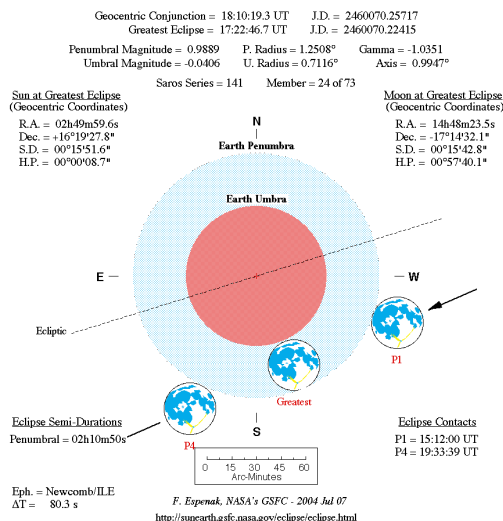 Geocentric Conjunction = 18:10:19.3 UT J.D. = 2460070.25717
Greatest Eclipse = 17:22:46.7 UT J.D. = 2460070.22415
Penumbral Magnitude = 0.9889 P. Radius = 1.2508° Gamma = -1.0351
Umbral Magnitude = -0.0406 U. Radius = 0.7116° Axis = 0.9947°
Saros Series = 141 Member = 24 of 73
Sun at Greatest Eclipse
(Geocentric Coordinates)
R.A. = 02h49m59.6s
Dec. = +16°19'27.8"
S.D. = 00°15'51.6"
H.P. = 00°00'08.7"
Moon at Greatest Eclipse
(Geocentric Coordinates)
R.A. = 14h48m23.5s
Dec. = -17°14'32.1"
S.D. = 00°15'42.8"
H.P. = 00°57'40.1"
N
Earth Penumbra
Earth Umbra
E
W
Ecliptic
P1
Greatest
P4
S
Eclipse Semi-Durations
Penumbral = 02h10m50s
Eclipse Contacts
P1 = 15:12:00 UT
P4 = 19:33:39 UT
0 15 30 45 60
Arc-Minutes
Eph. = Newcomb/ILE
ΔT = 80.3 s
F. Espenak, NASA's GSFC - 2004 Jul 07
http://sunearth.gsfc.nasa.gov/eclipse/eclipse.html